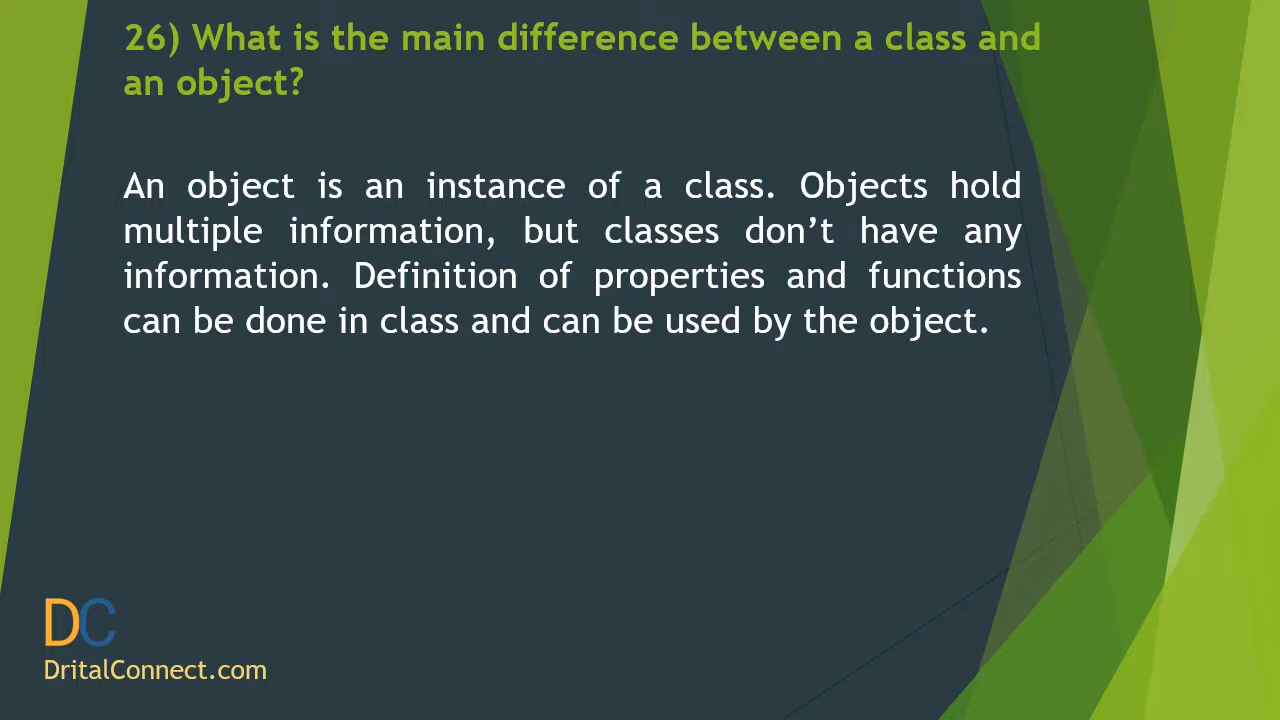 26) What is the main difference between a class and
an object?
An object is an instance of a class. Objects hold
multiple information, but classes don’t have any
information. Definition of properties and functions
can be done in class and can be used by the object.
DC
DritalConnect.com